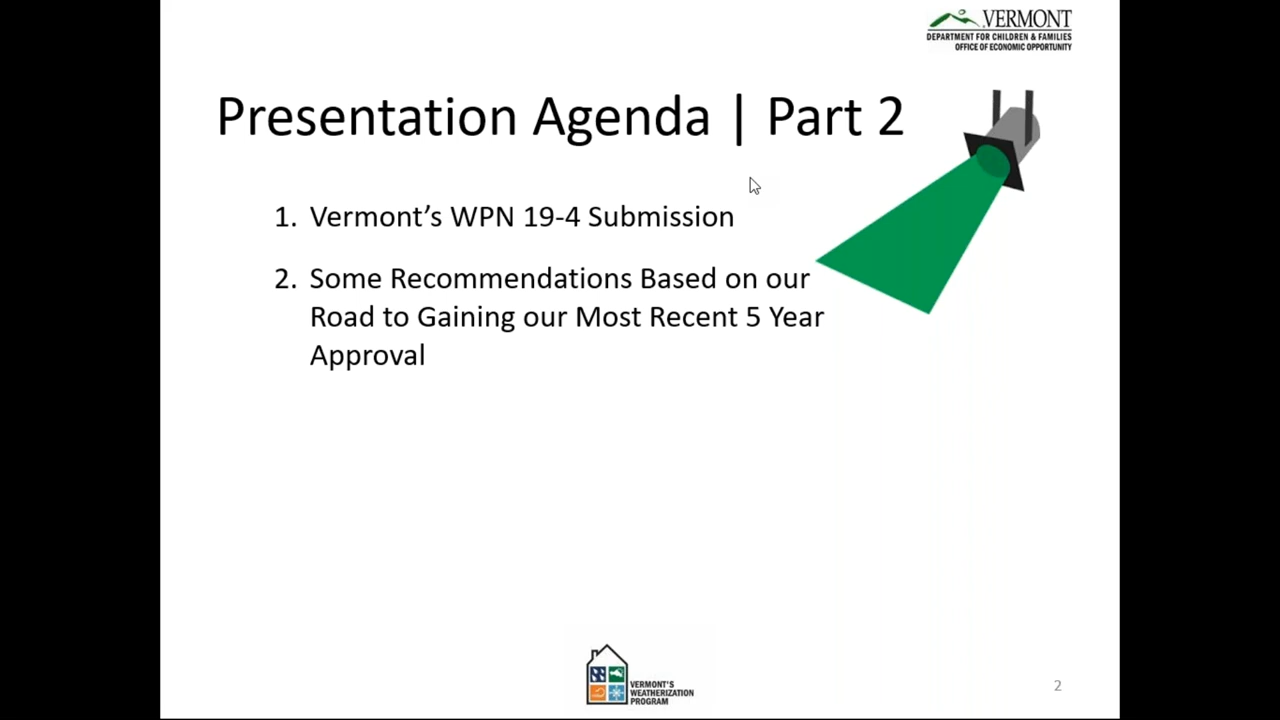 VERMONT
DEPARTMENT FOR CHILDREN & FAMILIES
OFFICE OF ECONOMIC OPPORTUNITY
Presentation Agenda | Part 2
1. Vermont’s WPN 19-4 Submission
2. Some Recommendations Based on our
Road to Gaining our Most Recent 5 Year
Approval
VERMONT'S
WEATHERIZATION
PROGRAM
2